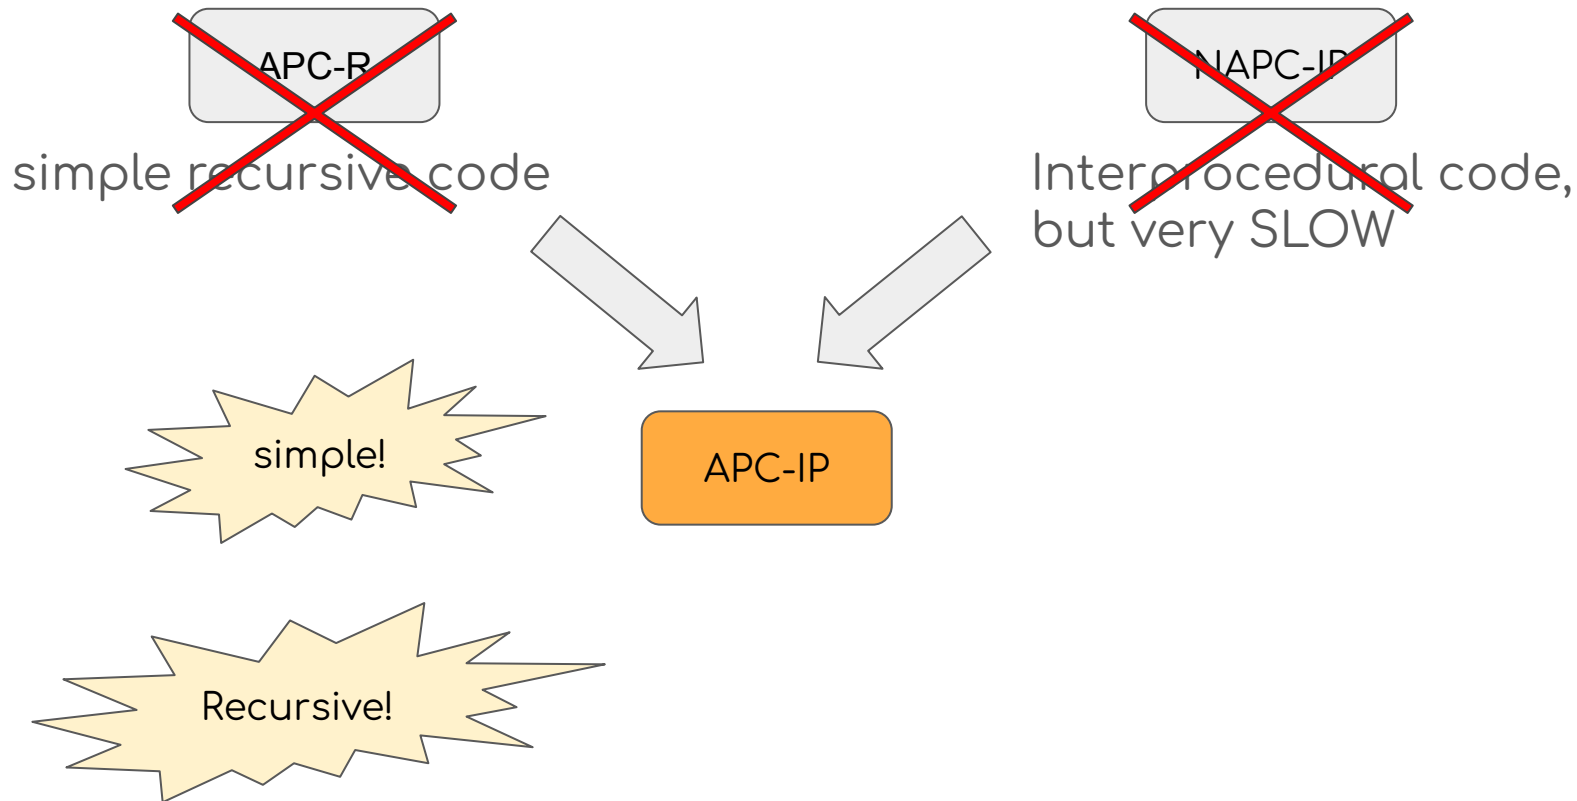 APC-R
NAPC-IP
simple recursive code
Interprocedural code,
but very SLOW
simple!
APC-IP
Recursive!